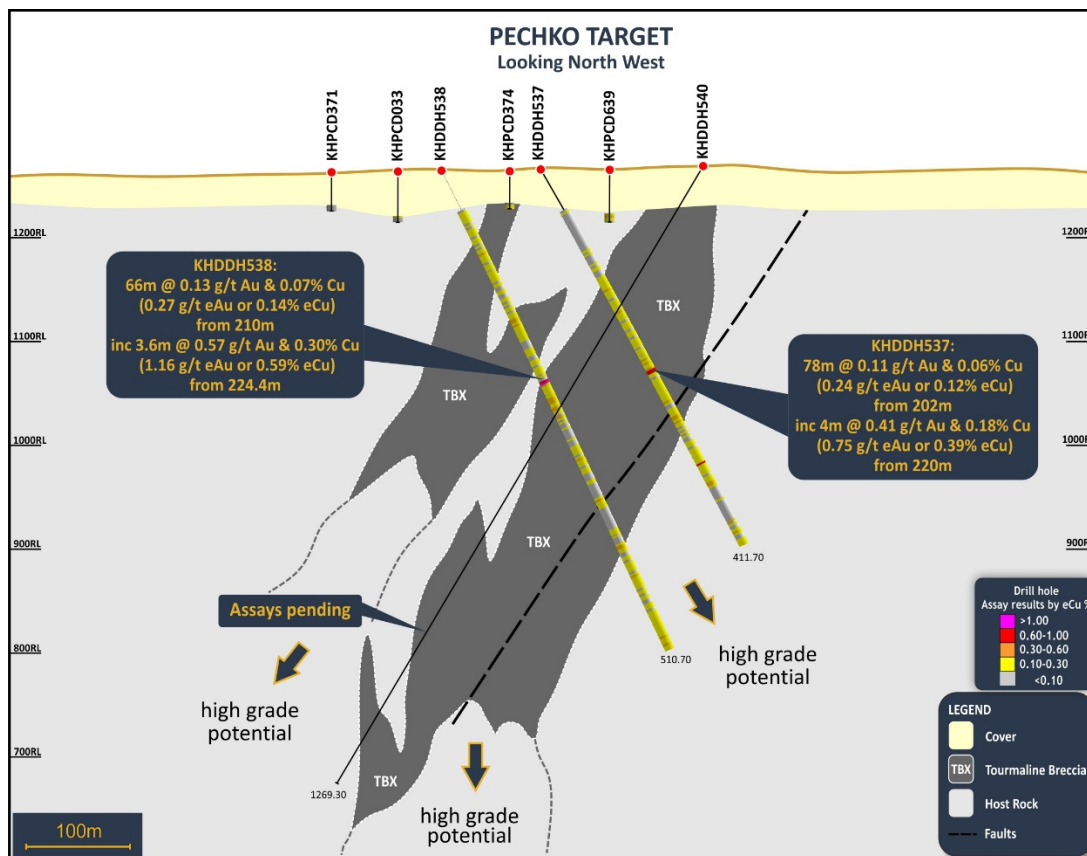 PECHKO TARGET
Looking North West
KHPCD371
KHPCD033
KHDDH538
KHPCD374
KHDDH537
KHPCD639
KHDDH540
1200RL
1200RL
KHDDH538:
66m @ 0.13 g/t Au & 0.07% Cu
(0.27 g/t eAu or 0.14% eCu)
from 210m
inc 3.6m @ 0.57 g/t Au & 0.30% Cu
(1.16 g/t eAu or 0.59% eCu)
from 224.4m
TBX
1100RL
1100RL
KHDDH537:
78m @ 0.11 g/t Au & 0.06% Cu
(0.24 g/t eAu or 0.12% eCu)
from 202m
inc 4m @ 0.41 g/t Au & 0.18% Cu
(0.75 g/t eAu or 0.39% eCu)
from 220m
TBX
1000RL
1000RL
TBX
900RL
900RL
411.70
Assays pending
800RL
510.70
high grade
potential
high grade
potential
700RL
TBX
1269.30
high grade
potential
100m
Drill hole
Assay results by eCu %
>1.00
0.60-1.00
0.30-0.60
0.10-0.30
<0.10
LEGEND
Cover
TBX Tourmaline Breccia
Host Rock
Faults